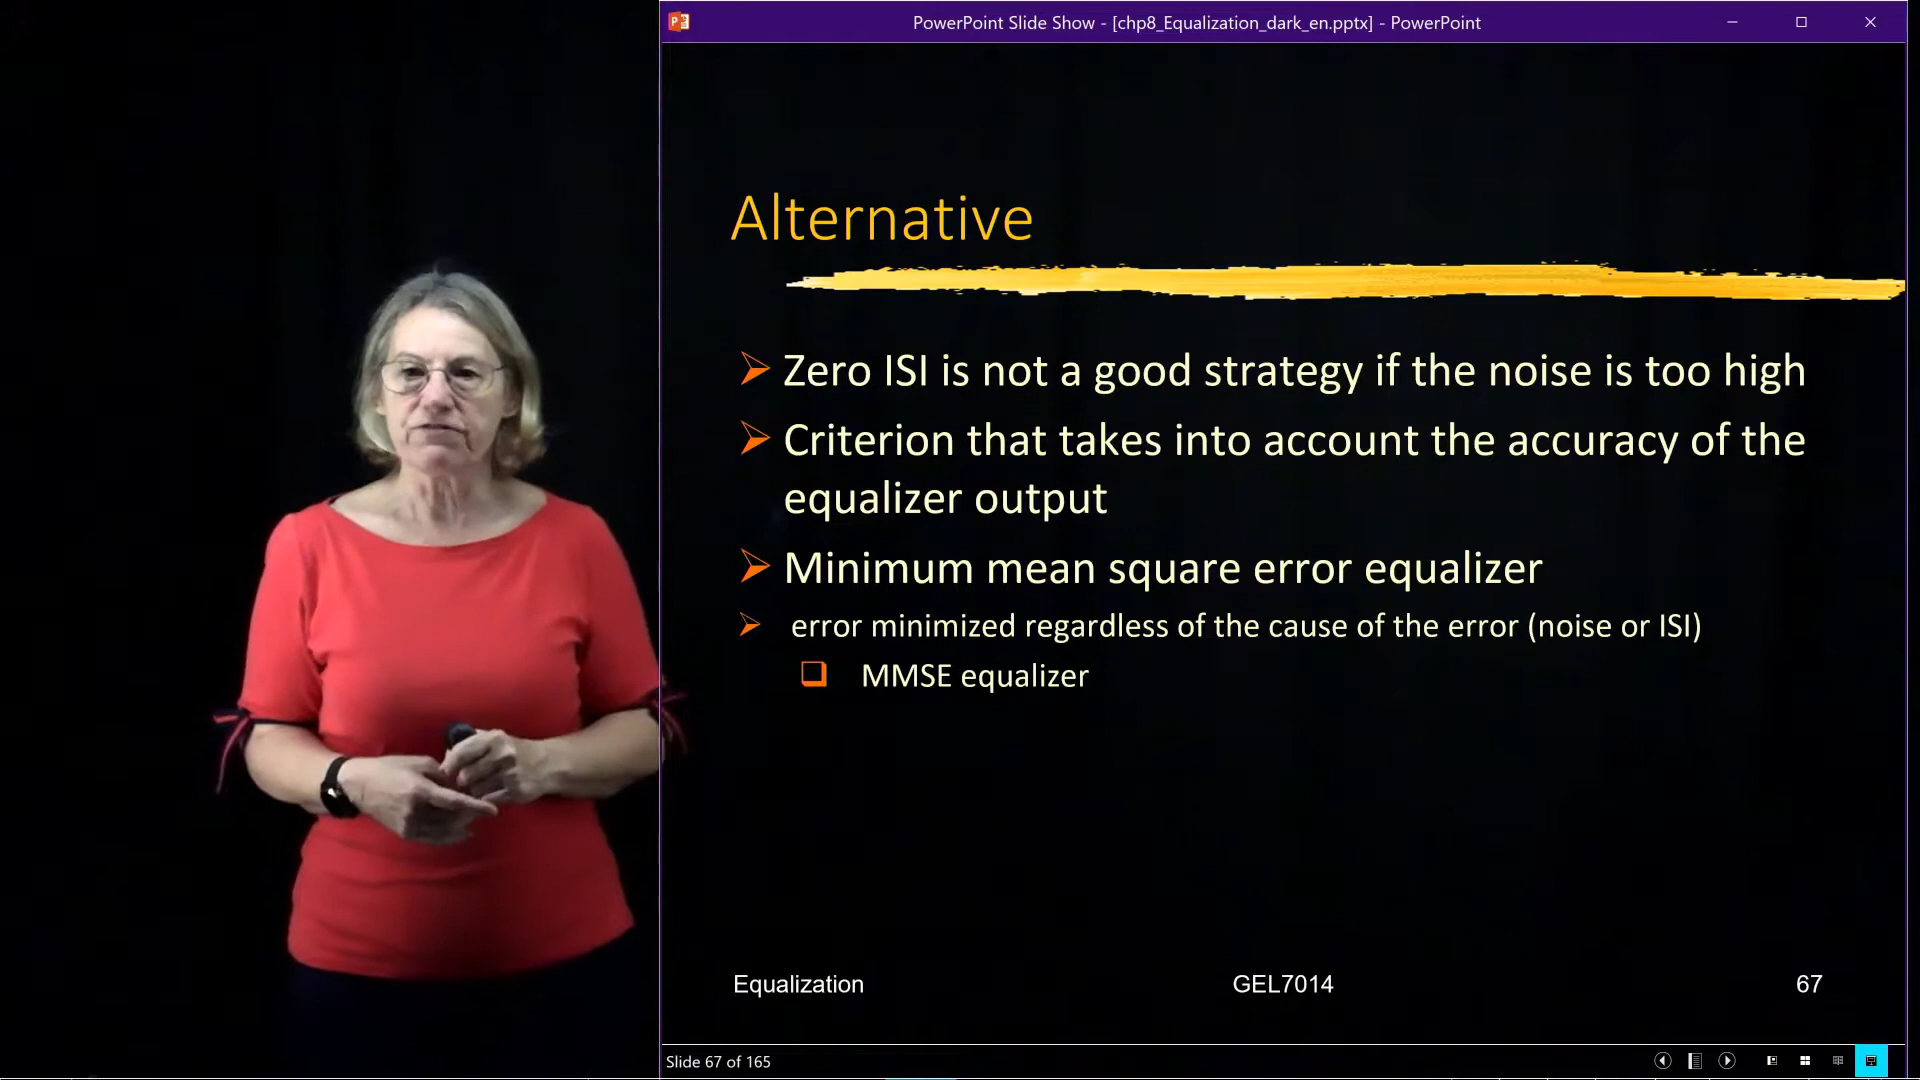 PowerPoint Slide Show - [chp8_Equalization_dark_en.pptx] - PowerPoint
Alternative
Zero ISI is not a good strategy if the noise is too high
Criterion that takes into account the accuracy of the
equalizer output
Minimum mean square error equalizer
error minimized regardless of the cause of the error (noise or ISI)
MMSE equalizer
Equalization GEL7014 67
Slide 67 of 165